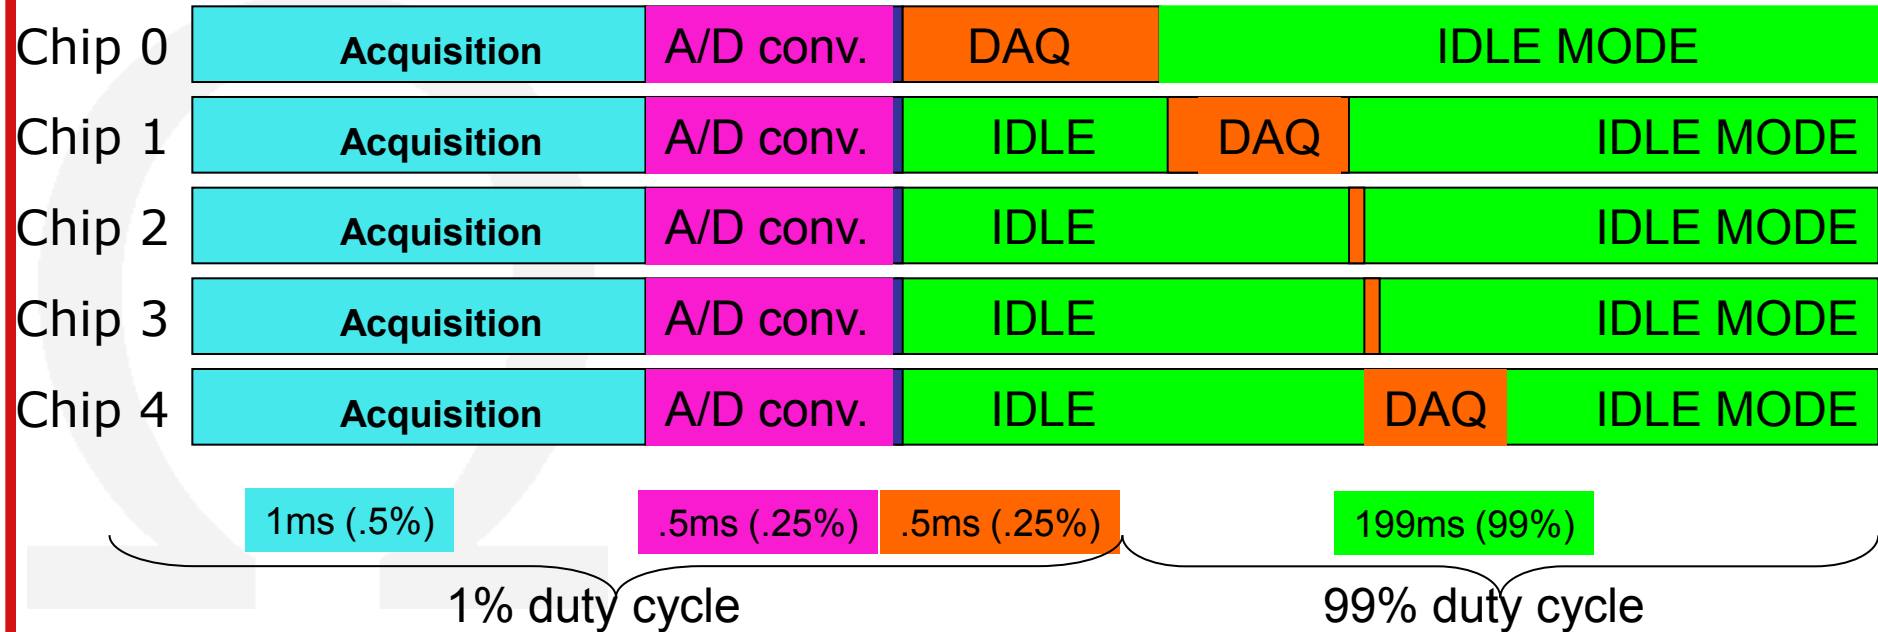 Chip 0 Acquisition A/D conv. DAQ IDLE MODE
Chip 1 Acquisition A/D conv. IDLE DAQ IDLE MODE
Chip 2 Acquisition A/D conv. IDLE IDLE MODE
Chip 3 Acquisition A/D conv. IDLE IDLE MODE
Chip 4 Acquisition A/D conv. IDLE DAQ IDLE MODE
1ms (.5%) .5ms (.25%) .5ms (.25%) 199ms (99%)
1% duty cycle 99% duty cycle